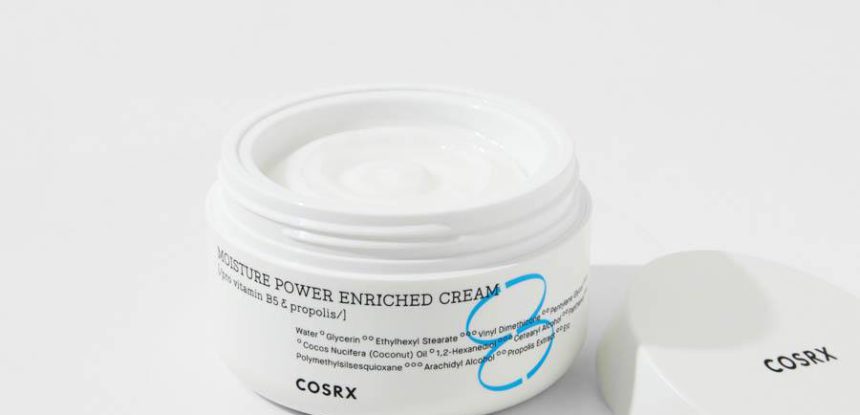 MOISTURE POWER ENRICHED CREAM
[/pro vitamin B5 & propolis/]
Water °Glycerin °° Ethylhexyl Stearate °°°Vinyl Dimethicone °°
° Cocos Nucifera (Coconut) Oil °1,2-Hexanediol °° Cetearyl Alcohol °°
Polymethylsilsesquioxane °°° Arachidyl Alcohol °°Propolis Extract °°Etc
COSRX
COSRX